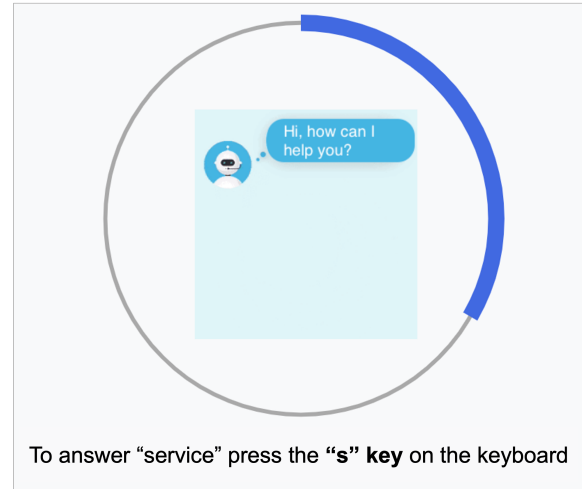 Hi, how can I
help you?
To answer “service” press the “s” key on the keyboard